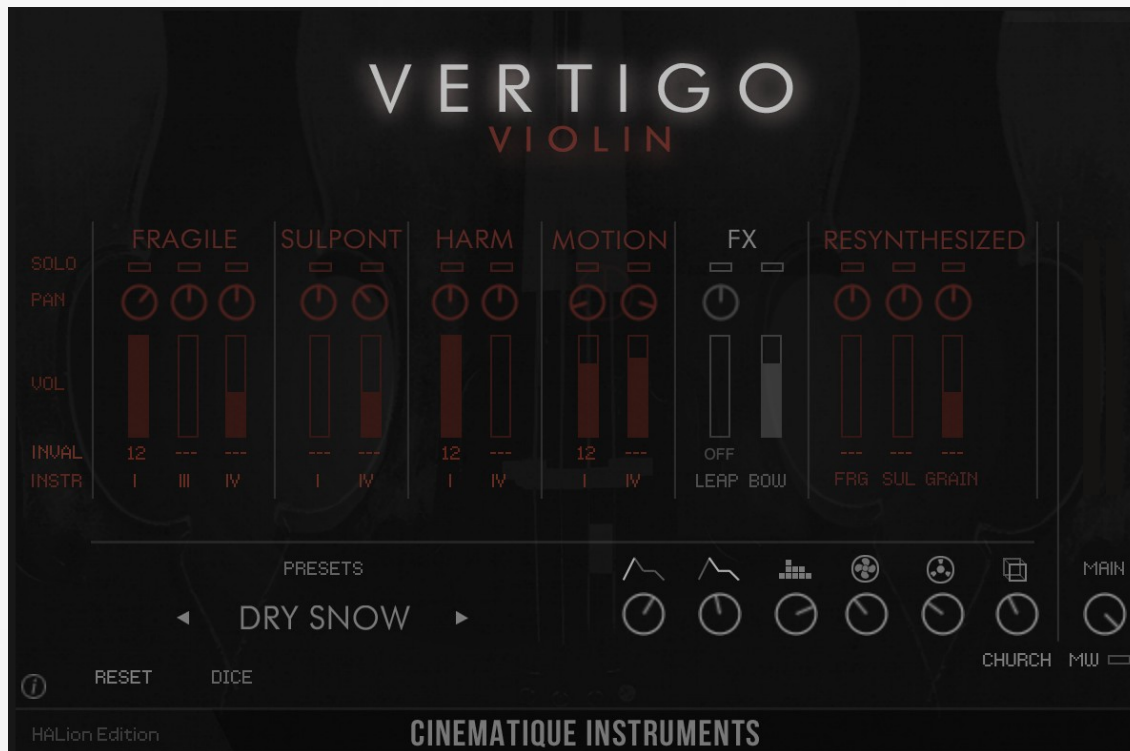 VERTIGO
VIOLIN
FRAGILE SULPONT HARM MOTION FX RESYNTHESIZED
SOLO
PAN
VOL
INVAL 12 --- --- --- --- 12 --- 12 --- OFF --- --- ---
INSTR I III IV I IV I IV I IV LEAP BOW FRG SUL GRAIN
PRESETS MAIN
DRY SNOW
CHURCH MW
RESET DICE
i
HALion Edition CINEMATIQUE INSTRUMENTS